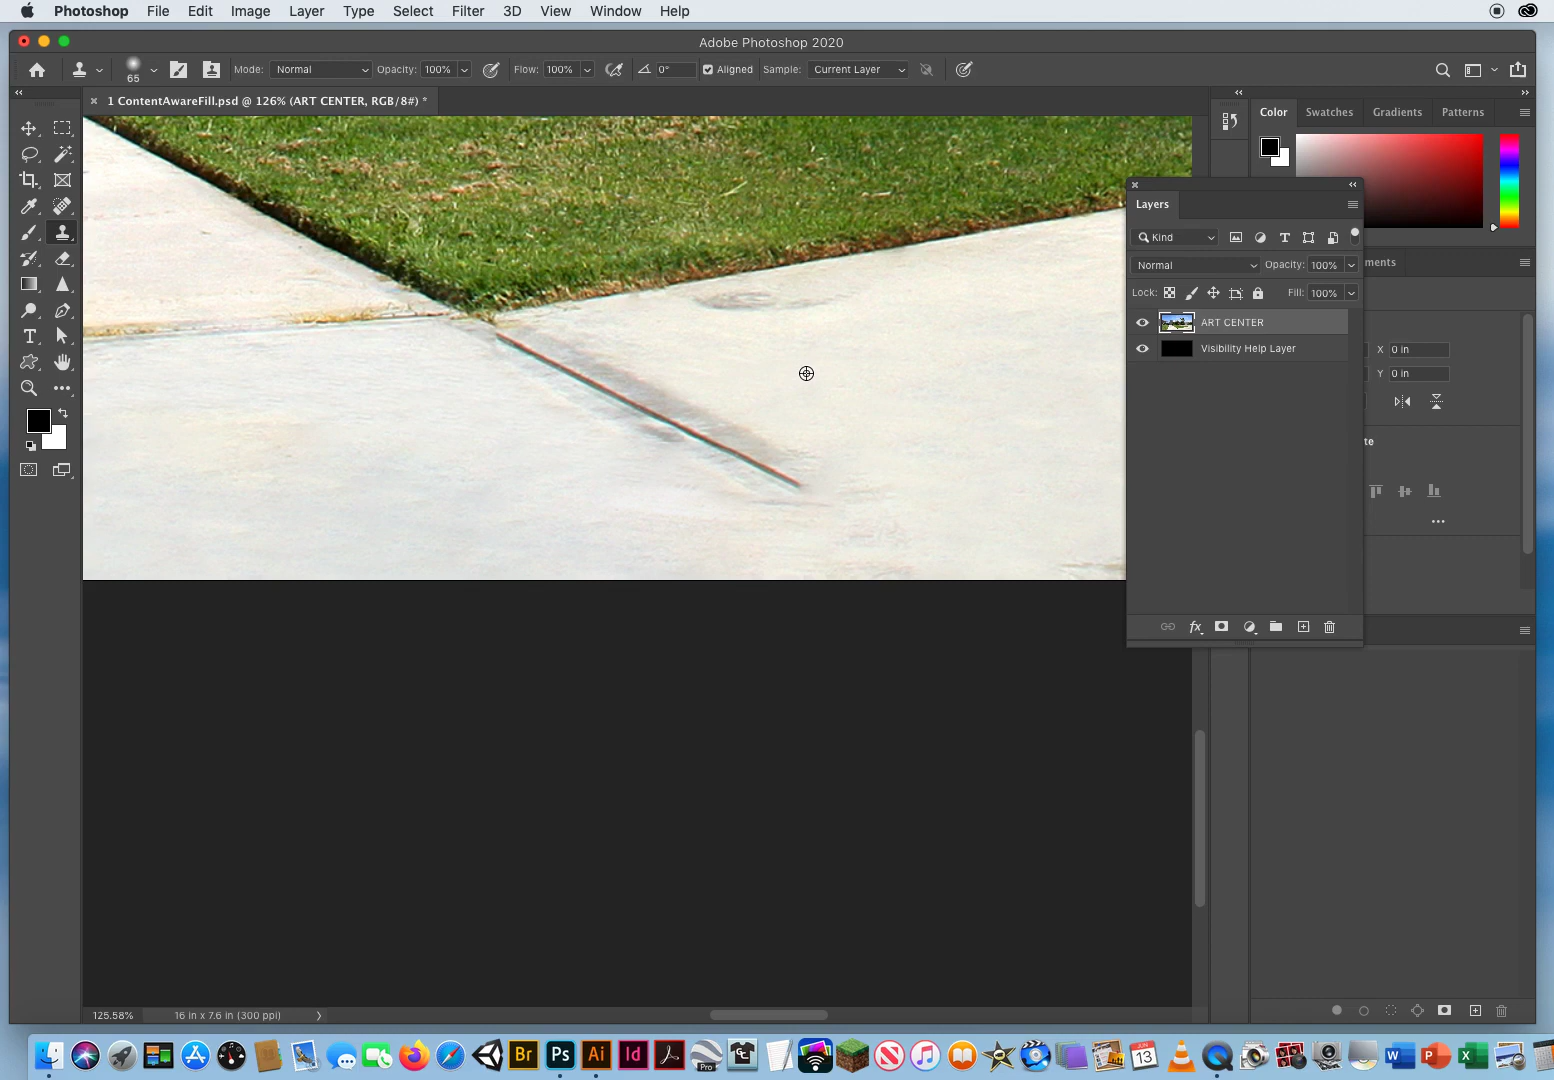 Photoshop File Edit Image Layer Type Select Filter 3D View Window Help
Adobe Photoshop 2020
65 Mode: Normal Opacity: 100% Flow: 100% 0° Aligned Sample: Current Layer
1 ContentAwareFill.psd @ 126% (ART CENTER, RGB/8#) *
Color Swatches Gradients Patterns
Layers
Kind
Normal Opacity: 100%
ments
Lock: Fill: 100%
ART CENTER
Visibility Help Layer
X 0 in
Y 0 in
te
125.58% 16 in x 7.6 in (300 ppi)
Br Ps Ai Id Pro JUN 13 W P X